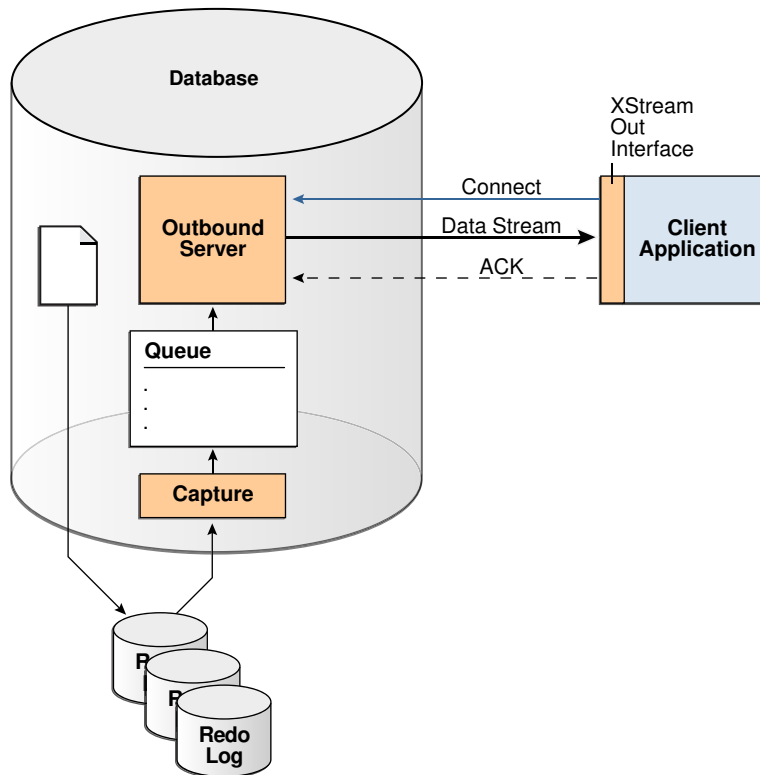 Database
XStream
Out
Interface
Connect
Outbound
Server
Data Stream
Client
Application
ACK
Queue
.
.
.
Capture
R
R
Redo
Log